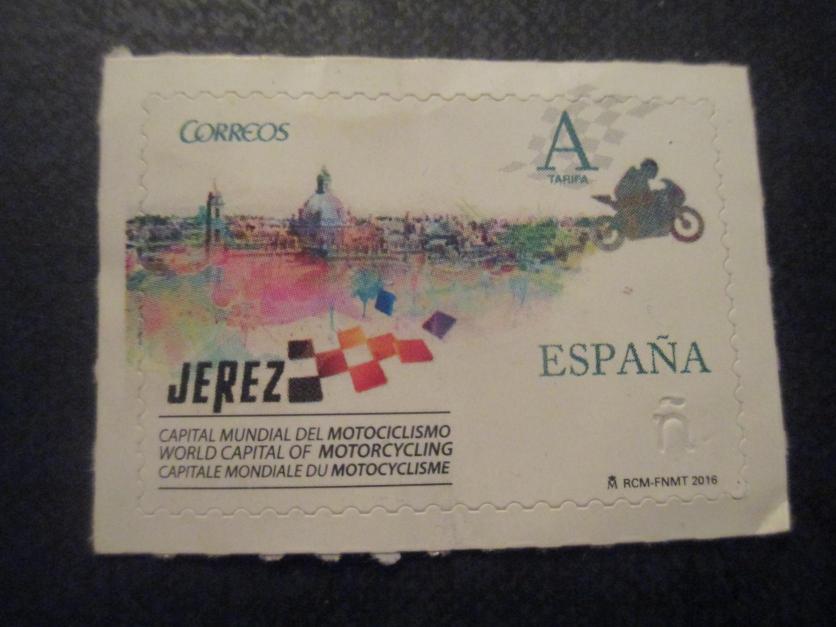 CORREOS
A
TARIFA
ESPAÑA
JEREZ
CAPITAL MUNDIAL DEL MOTOCICLISMO
WORLD CAPITAL OF MOTORCYCLING
CAPITALE MONDIALE DU MOTOCYCLISME
Ñ
RCM-FNMT 2016